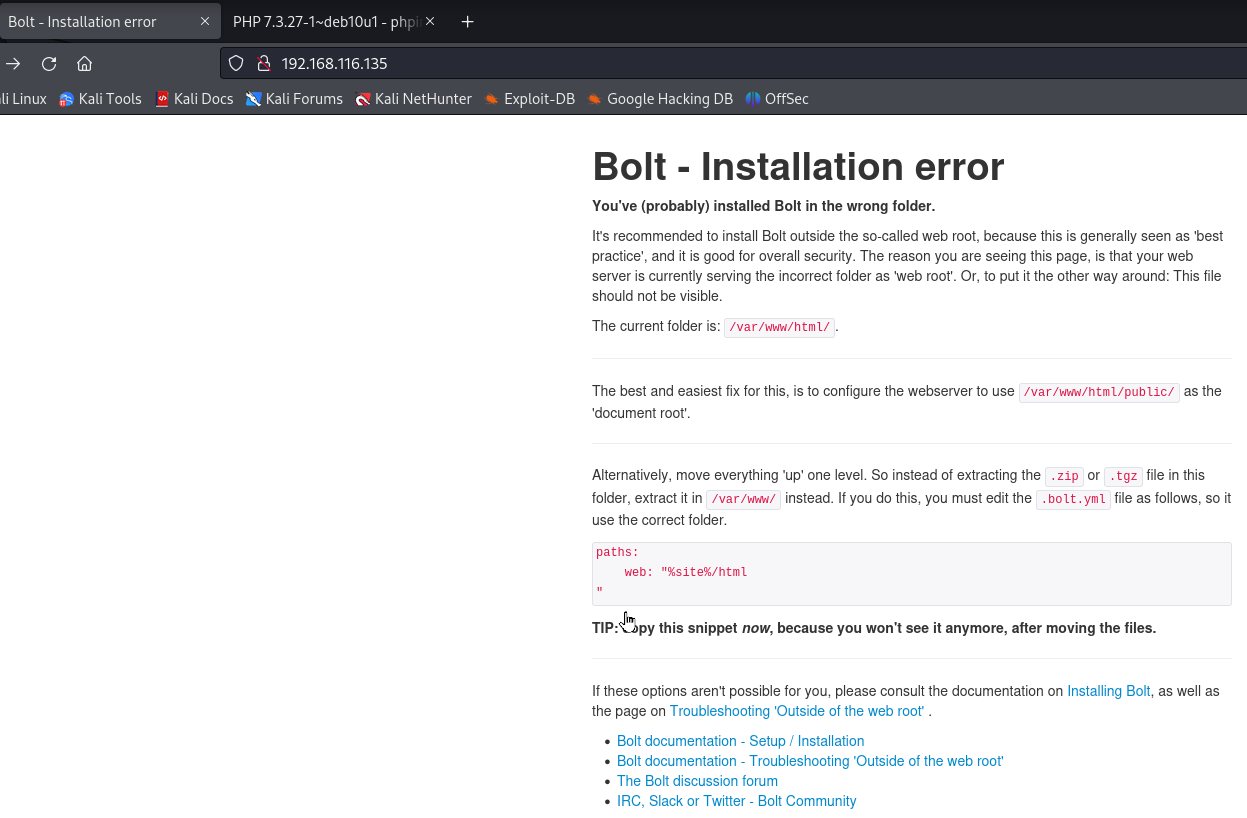 Bolt - Installation error
PHP 7.3.27-1~deb10u1 - phpi
192.168.116.135
li Linux Kali Tools Kali Docs Kali Forums Kali NetHunter Exploit-DB Google Hacking DB OffSec
Bolt - Installation error
You've (probably) installed Bolt in the wrong folder.
It's recommended to install Bolt outside the so-called web root, because this is generally seen as 'best
practice', and it is good for overall security. The reason you are seeing this page, is that your web
server is currently serving the incorrect folder as 'web root'. Or, to put it the other way around: This file
should not be visible.
The current folder is: /var/www/html/ .
The best and easiest fix for this, is to configure the webserver to use /var/www/html/public/ as the
'document root'.
Alternatively, move everything 'up' one level. So instead of extracting the .zip or .tgz file in this
folder, extract it in /var/www/ instead. If you do this, you must edit the .bolt.yml file as follows, so it
use the correct folder.
paths:
    web: "%site%/html
"
TIP: opy this snippet now, because you won't see it anymore, after moving the files.
If these options aren't possible for you, please consult the documentation on Installing Bolt, as well as
the page on Troubleshooting 'Outside of the web root' .
• Bolt documentation - Setup / Installation
• Bolt documentation - Troubleshooting 'Outside of the web root'
• The Bolt discussion forum
• IRC, Slack or Twitter - Bolt Community